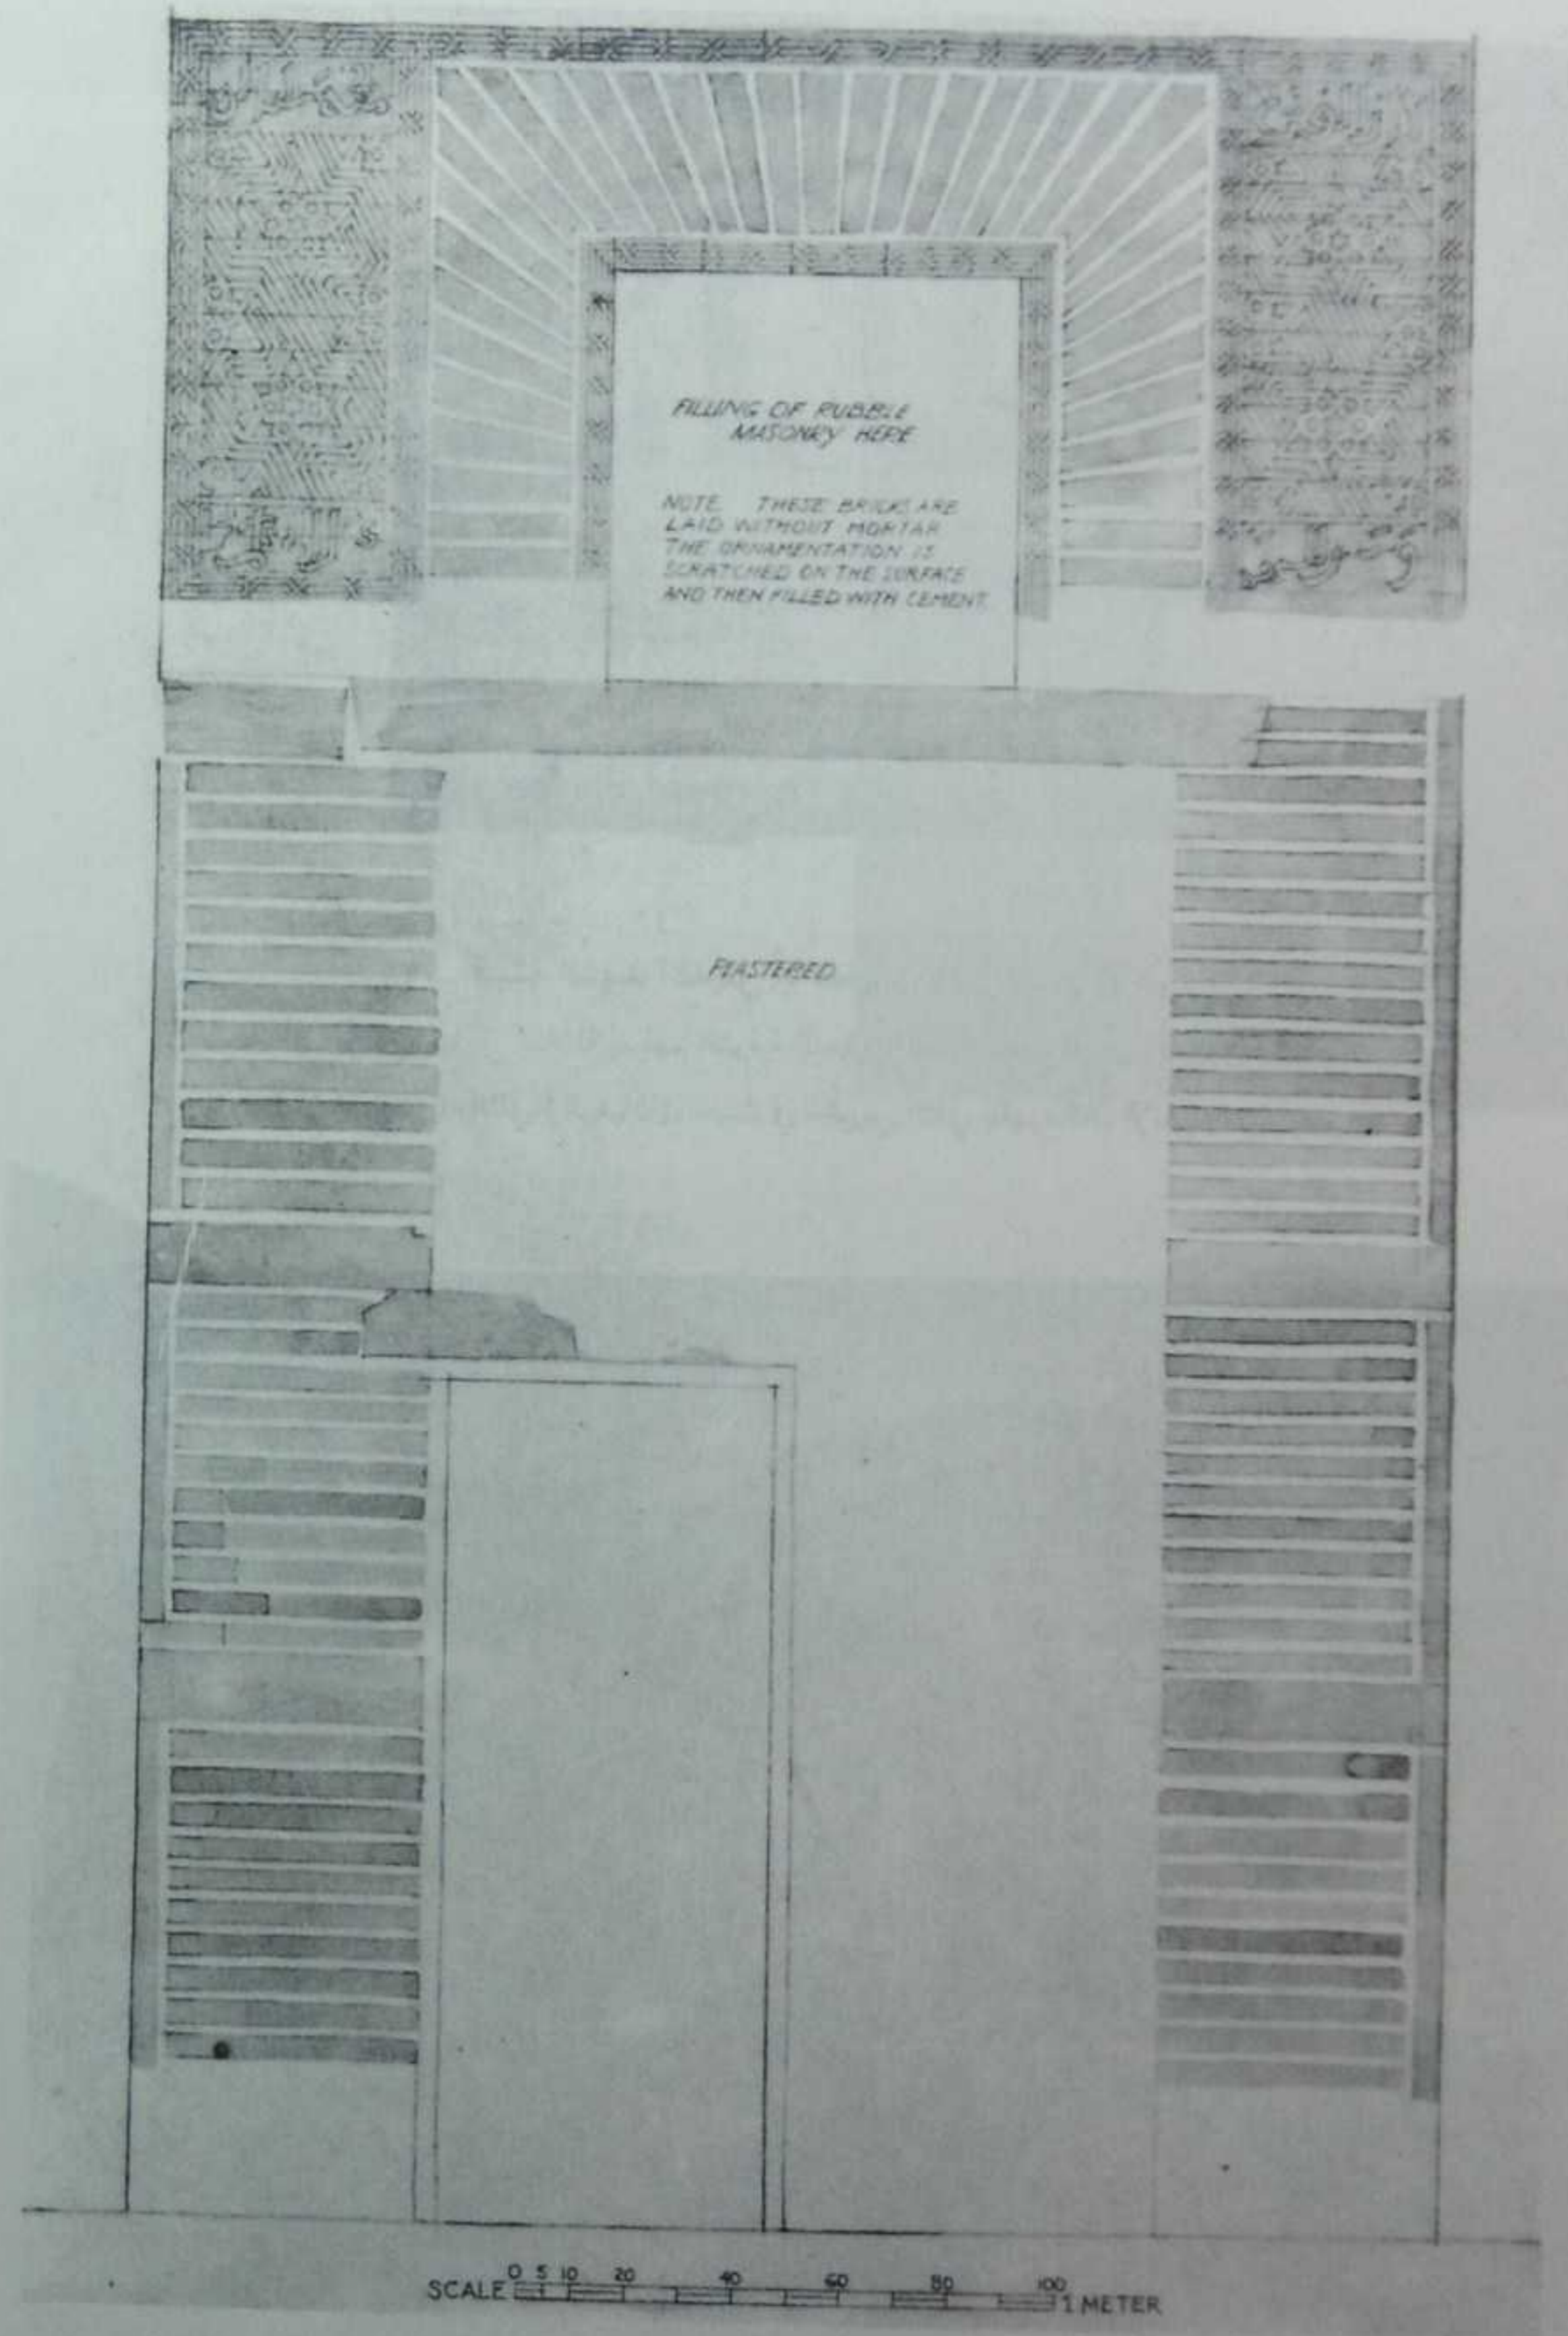 FILLING OF RUBBLE
MASONRY HERE
NOTE THESE BRICKS ARE
LAID WITHOUT MORTAR
THE ORNAMENTATION IS
SCRATCHED ON THE SURFACE
AND THEN FILLED WITH CEMENT
PLASTERED
0 5 10 20 40 60 80 100
SCALE 1 METER